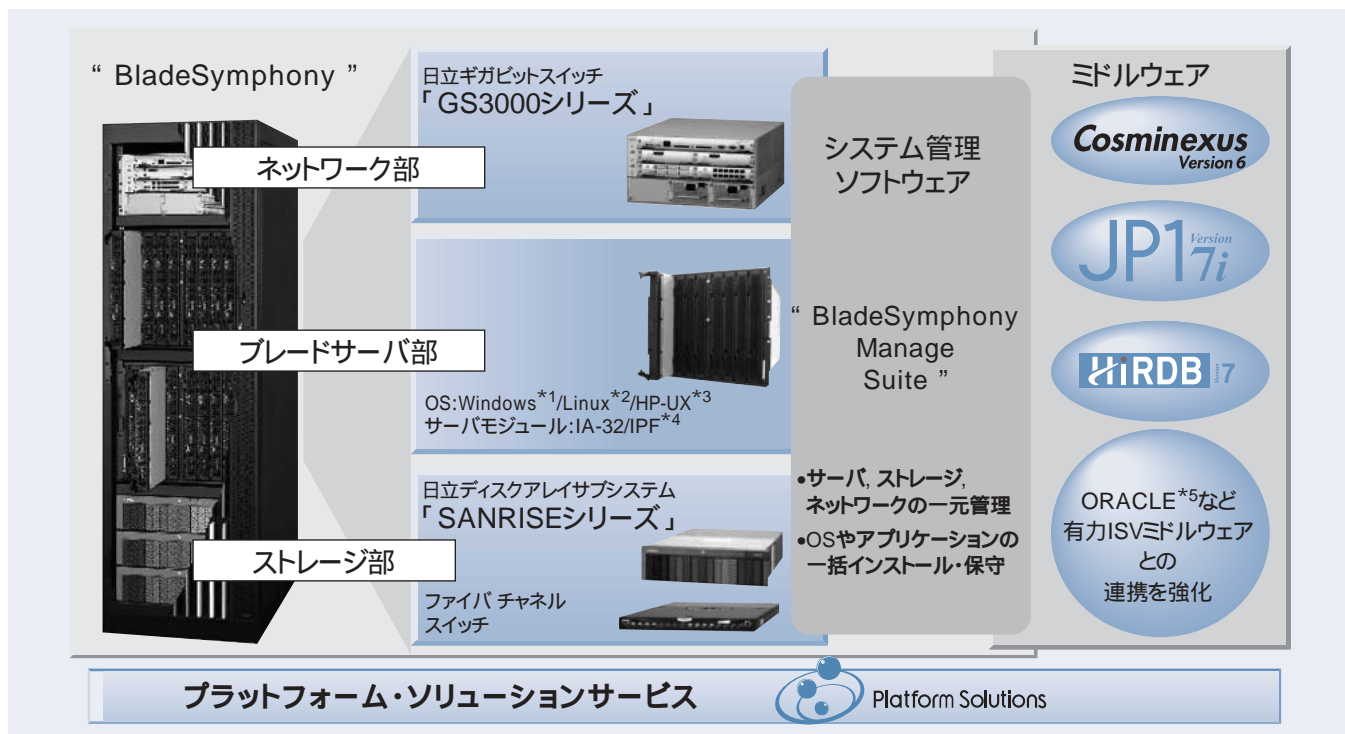 “ BladeSymphony ”
ネットワーク部
ブレードサーバ部
ストレージ部
日立ギガビットスイッチ
「GS3000シリーズ」
OS:Windows*1/Linux*2/HP-UX*3
サーバモジュール:IA-32/IPF*4
日立ディスクアレイサブシステム
「SANRISEシリーズ」
ファイバ チャネル
スイッチ
システム管理
ソフトウェア
“ BladeSymphony
Manage
Suite ”
•サーバ, ストレージ,
ネットワークの一元管理
•OSやアプリケーションの
一括インストール・保守
ミドルウェア
Cosminexus
Version 6
JP1 Version
7i
HiRDB Version 7
ORACLE*5など
有力ISVミドルウェア
との
連携を強化
プラットフォーム・ソリューションサービス
Platform Solutions